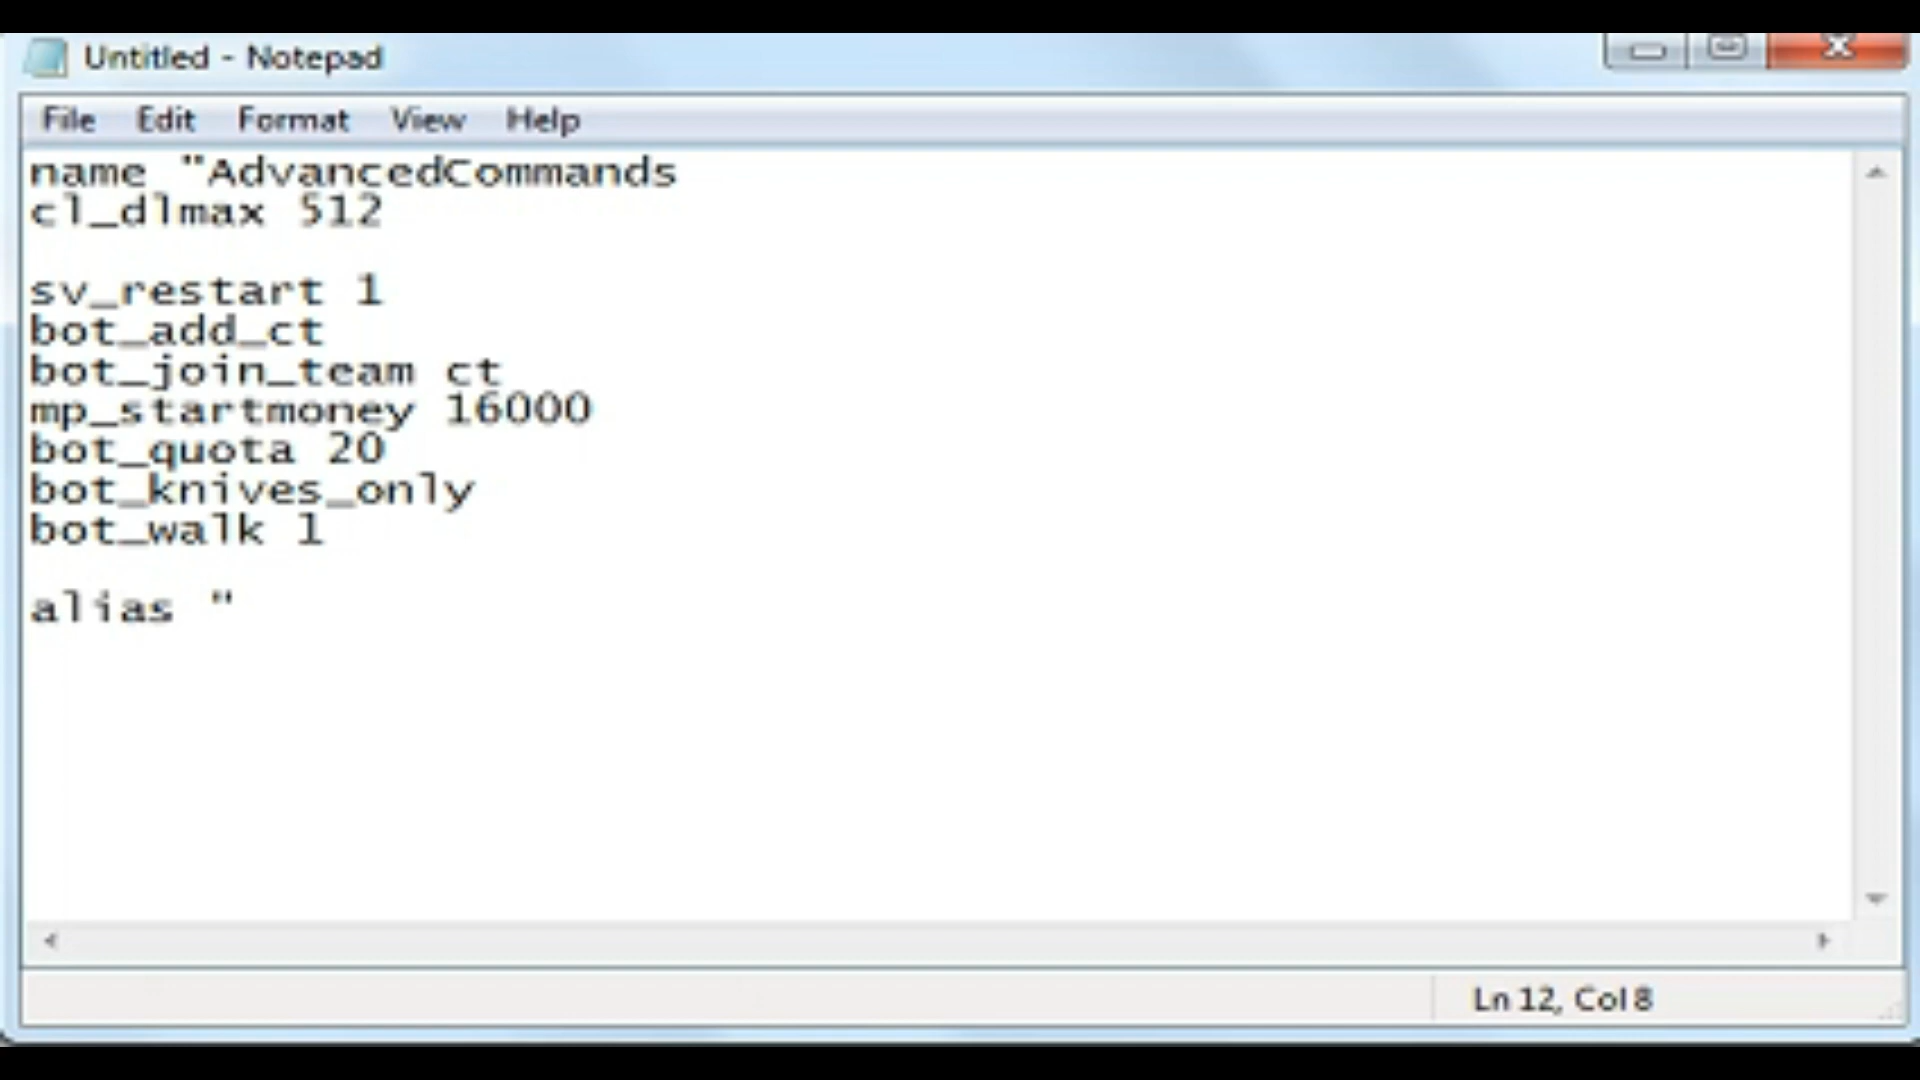 Untitled - Notepad
File Edit Format View Help
name "AdvancedCommands
cl_dlmax 512
sv_restart 1
bot_add_ct
bot_join_team ct
mp_startmoney 16000
bot_quota 20
bot_knives_only
bot_walk 1
alias "
Ln 12, Col 8